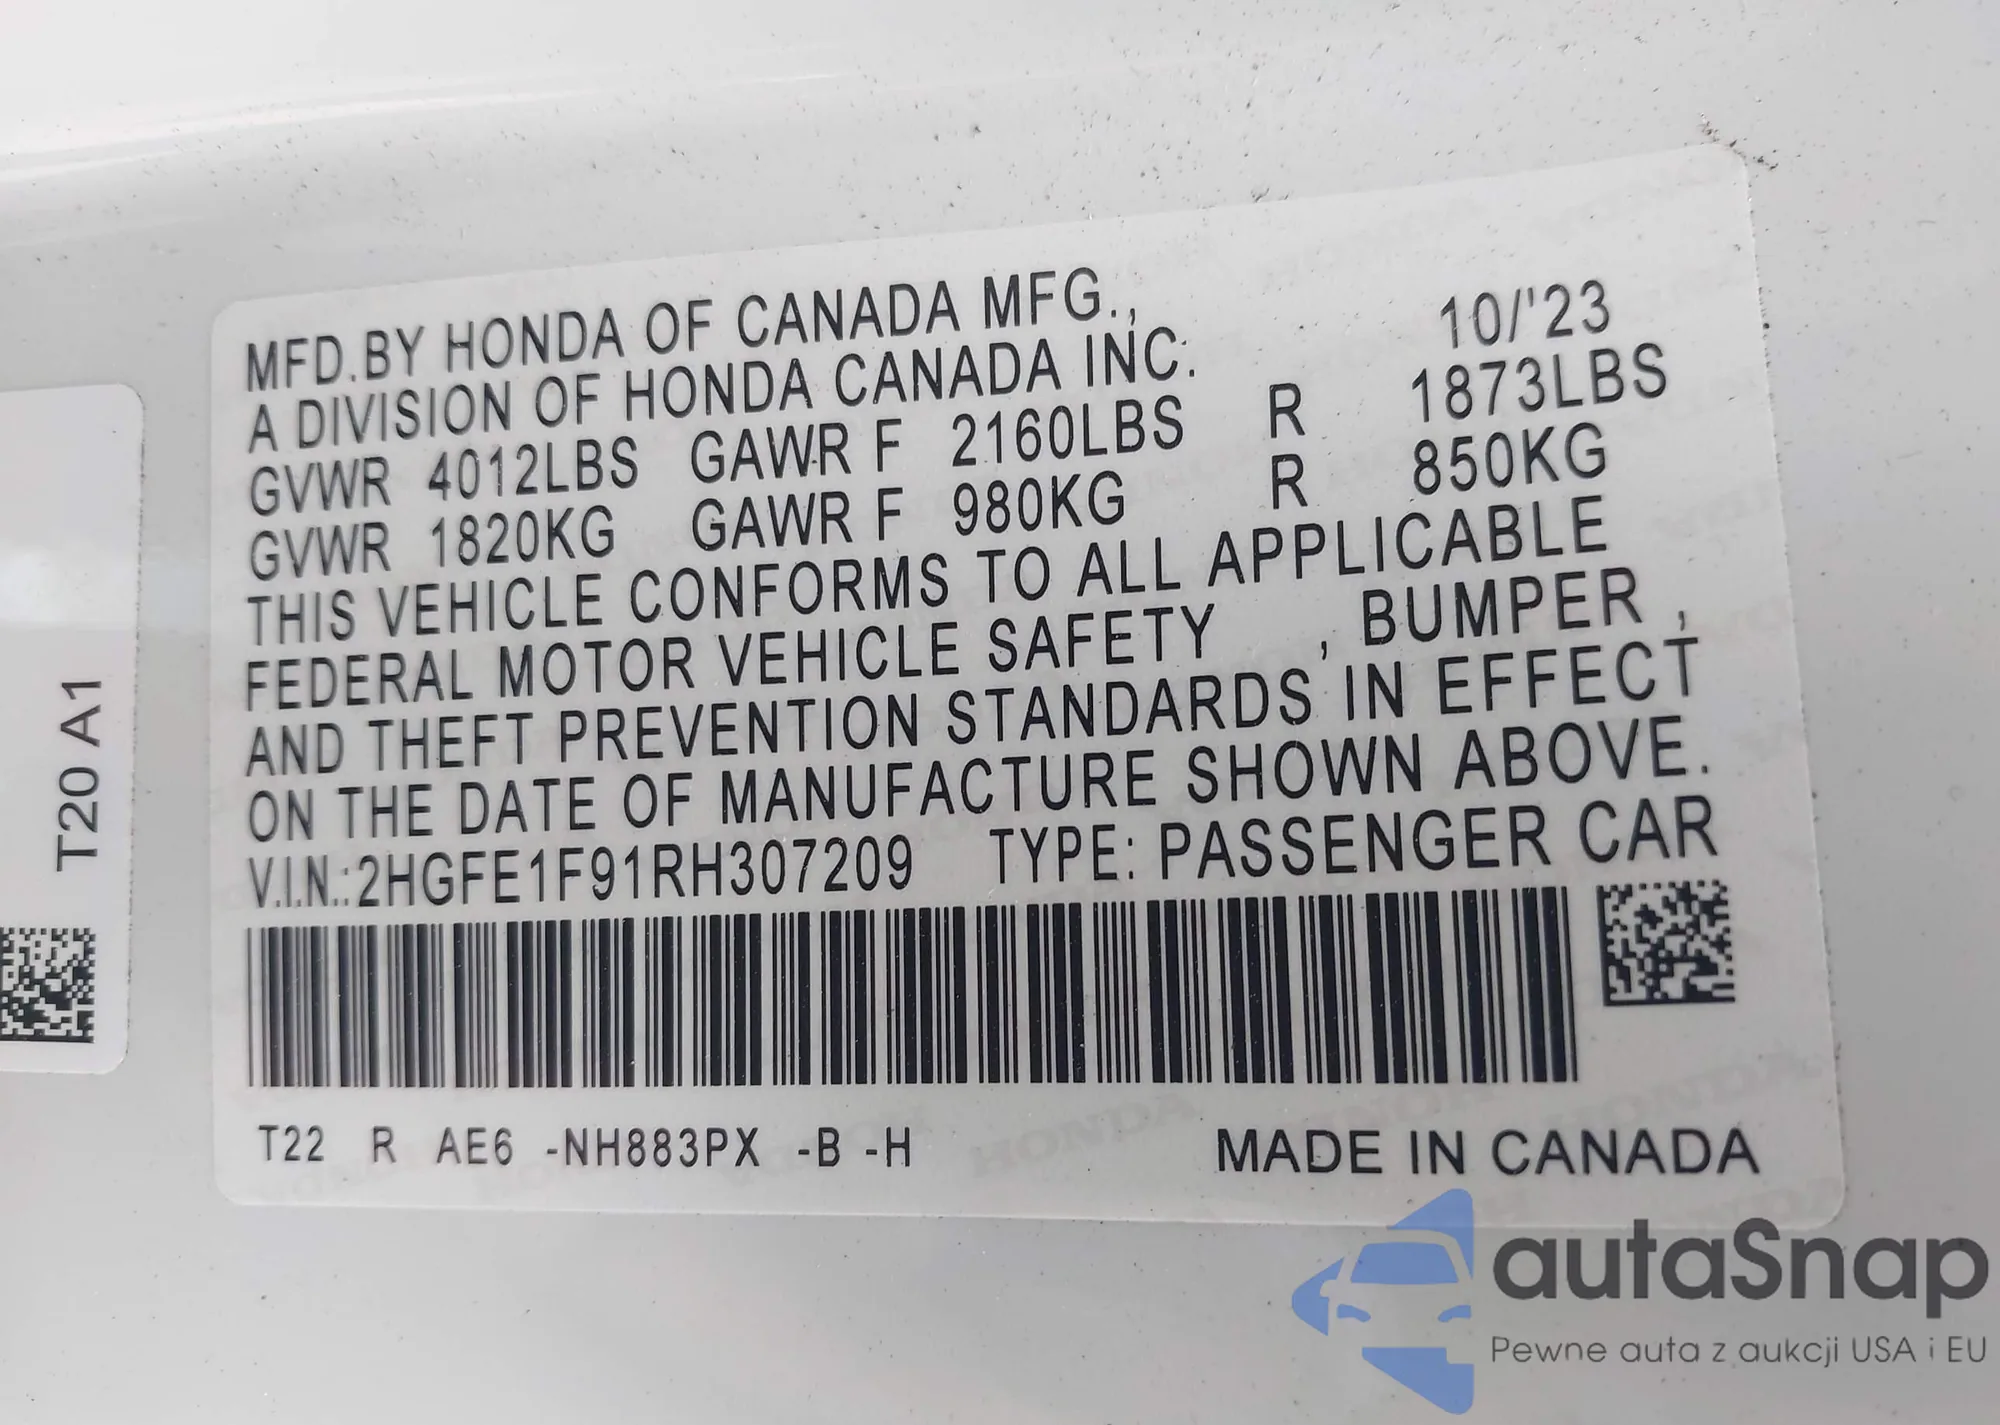 MFD.BY HONDA OF CANADA MFG., 10/'23
A DIVISION OF HONDA CANADA INC.
GVWR 4012LBS GAWR F 2160LBS R 1873LBS
GVWR 1820KG GAWR F 980KG R 850KG
THIS VEHICLE CONFORMS TO ALL APPLICABLE
FEDERAL MOTOR VEHICLE SAFETY , BUMPER ,
AND THEFT PREVENTION STANDARDS IN EFFECT
ON THE DATE OF MANUFACTURE SHOWN ABOVE.
V.I.N.:2HGFE1F91RH307209 TYPE: PASSENGER CAR
T22 R AE6 -NH883PX -B -H MADE IN CANADA
T20 A1
autaSnap
Pewne auta z aukcji USA i EU